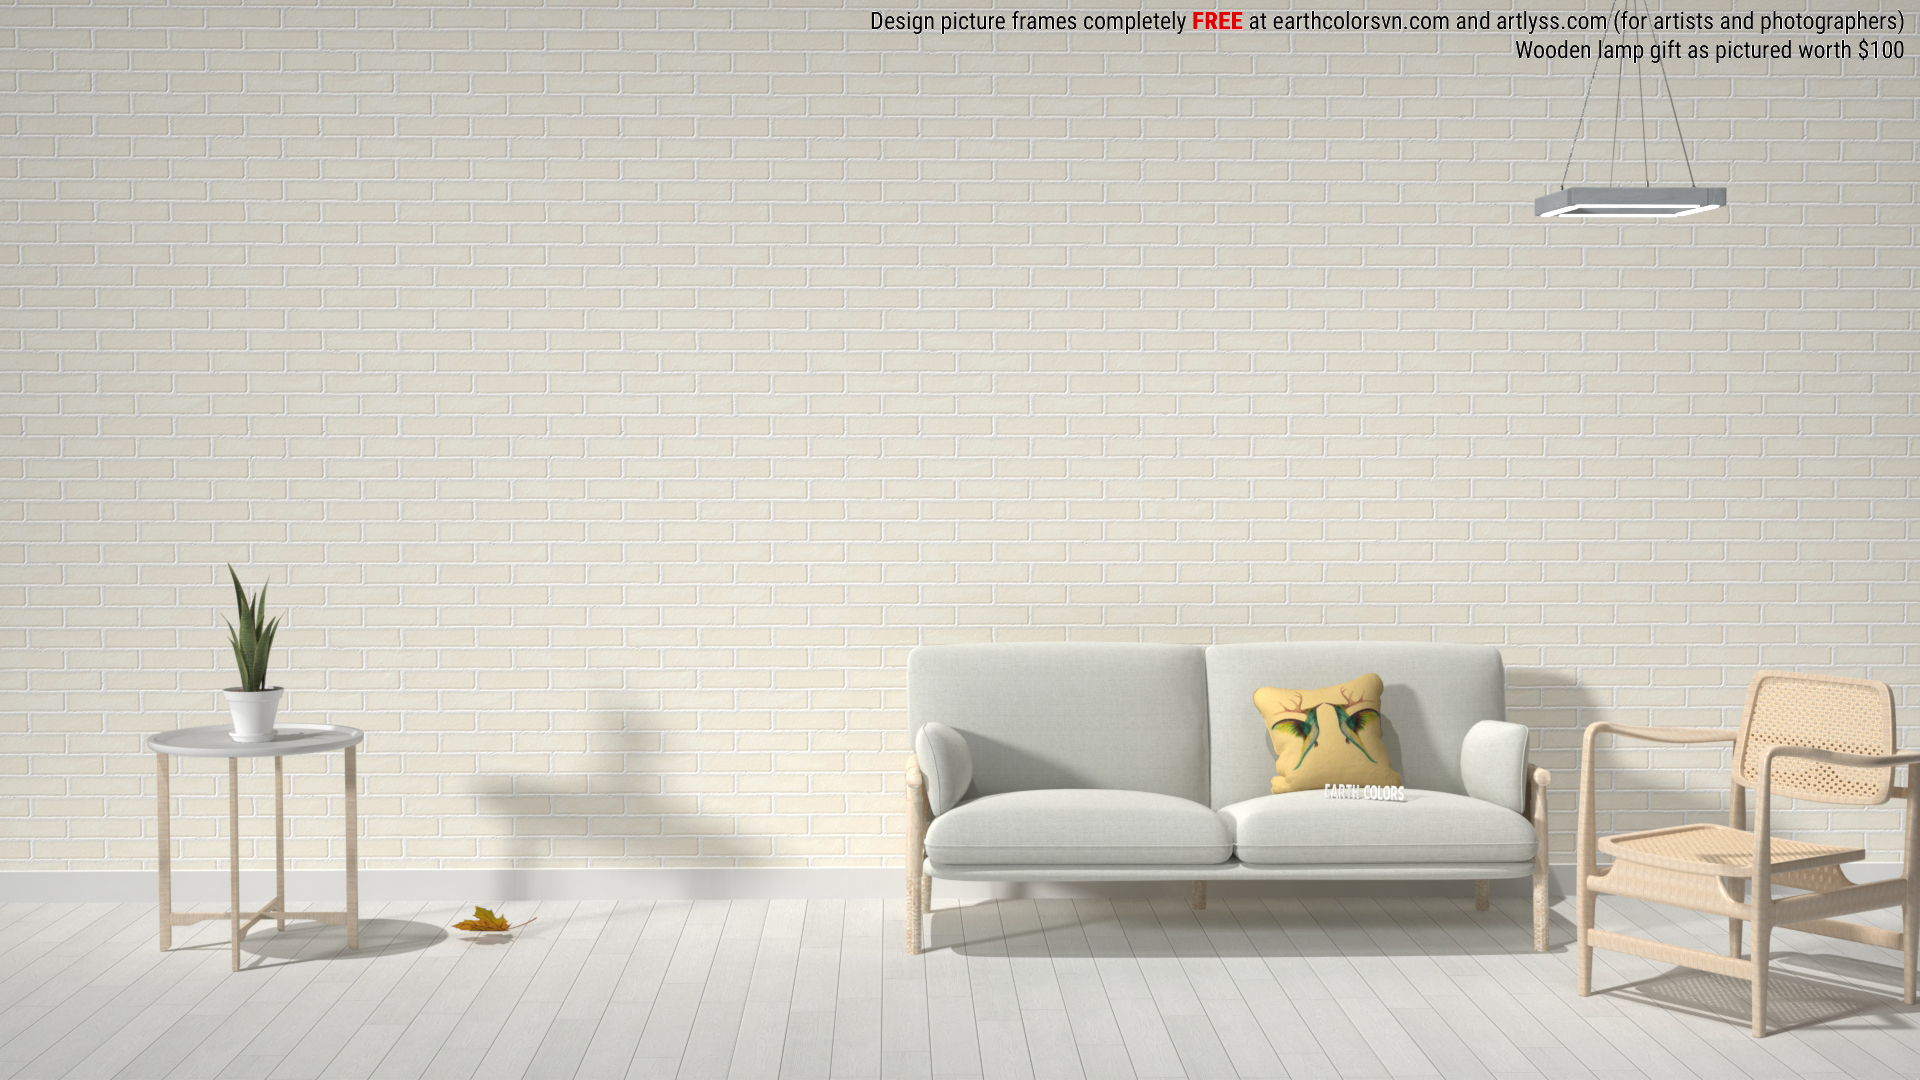 Design picture frames completely FREE at earthcolorsvn.com and artlyss.com (for artists and photographers)
Wooden lamp gift as pictured worth $100
EARTH COLORS